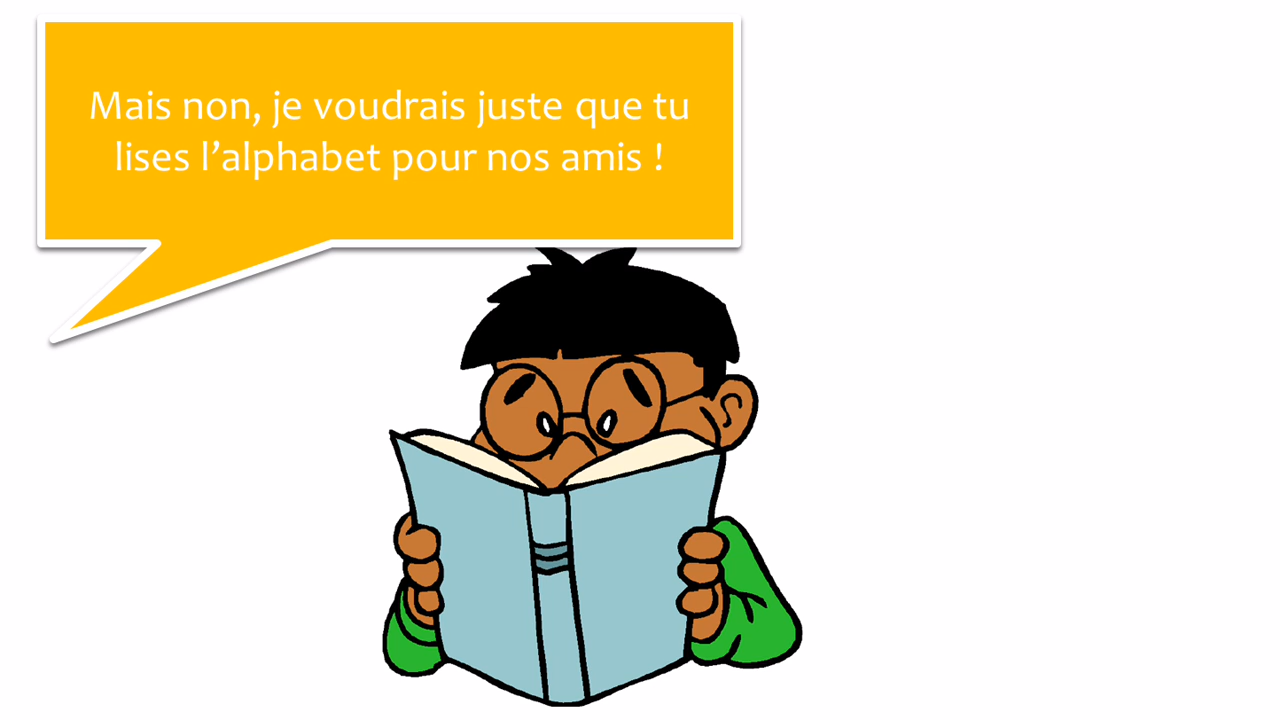 Mais non, je voudrais juste que tu
lises l’alphabet pour nos amis !